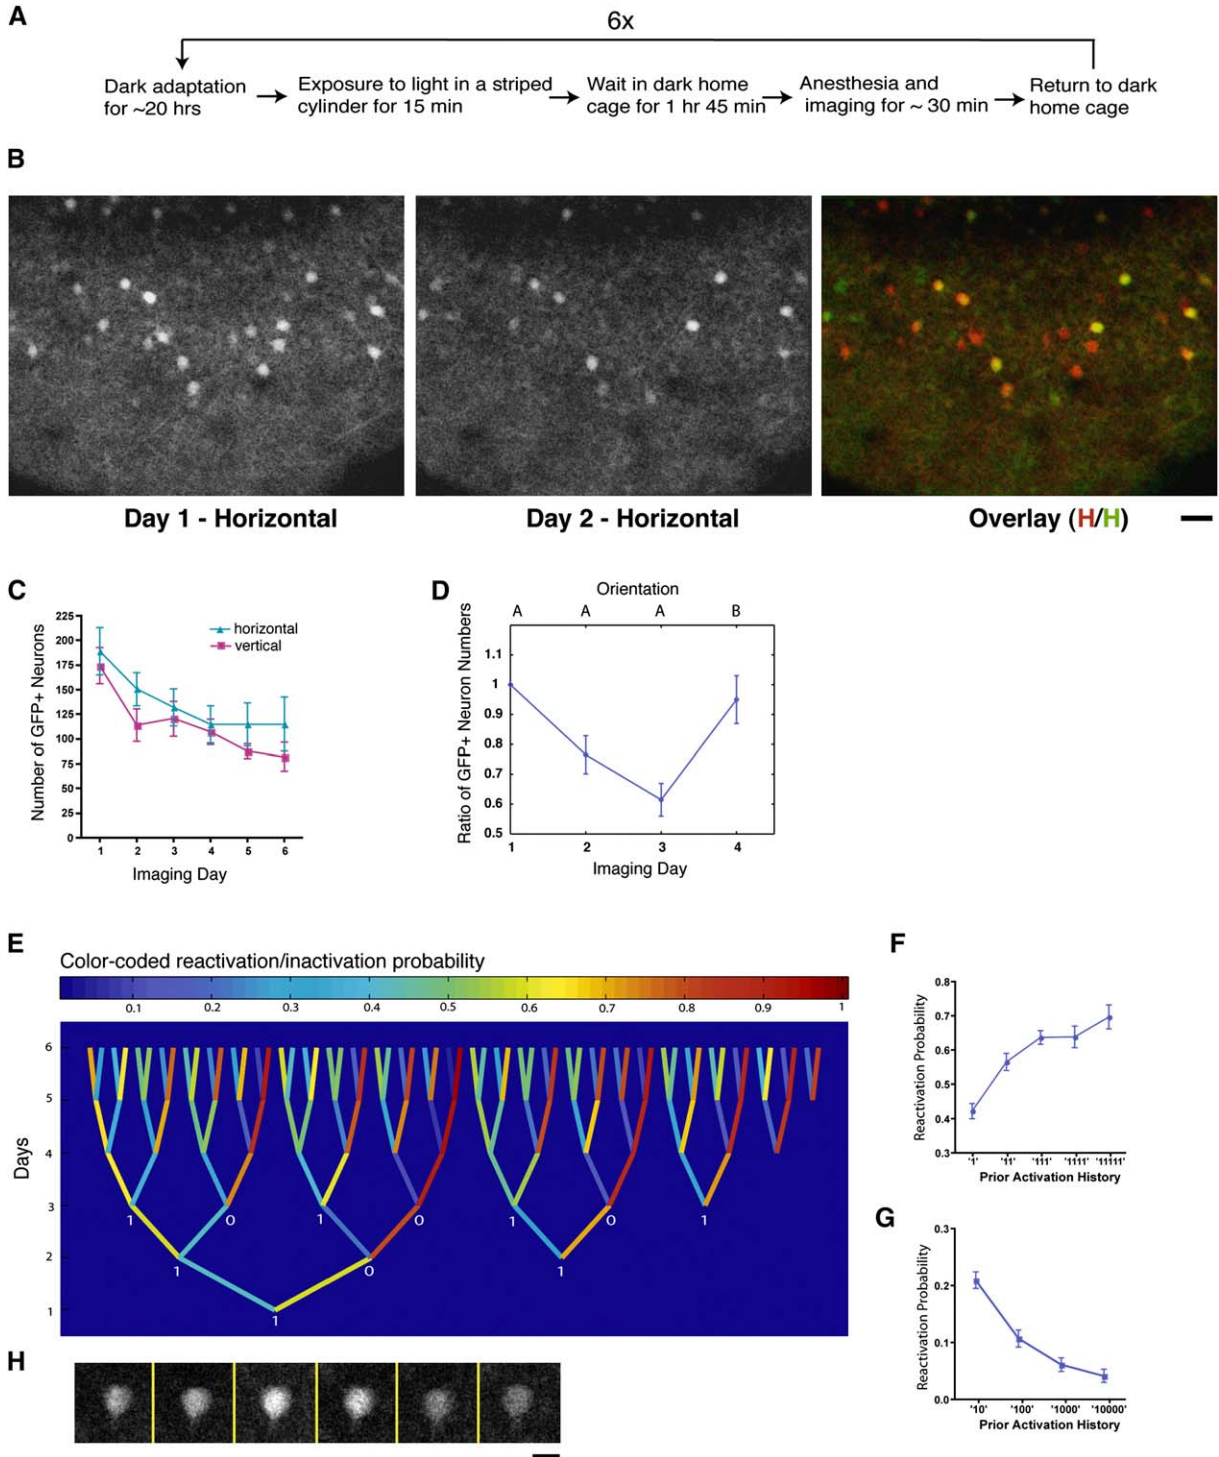 A
6x
Dark adaptation
for ~20 hrs
Exposure to light in a striped
cylinder for 15 min
Wait in dark home
cage for 1 hr 45 min
Anesthesia and
imaging for ~ 30 min
Return to dark
home cage
B
Day 1 - Horizontal
Day 2 - Horizontal
Overlay (H/H)
C
Number of GFP+ Neurons
225
200
175
150
125
100
75
50
25
0
1 2 3 4 5 6
Imaging Day
horizontal
vertical
D
Orientation
A A A B
Ratio of GFP+ Neuron Numbers
1.1
1
0.9
0.8
0.7
0.6
0.5
1 2 3 4
Imaging Day
E
Color-coded reactivation/inactivation probability
0.1 0.2 0.3 0.4 0.5 0.6 0.7 0.8 0.9 1
Days
6
5
4
3
2
1
1 0 1 0 1 0 1
1 0 1
1
F
Reactivation Probability
0.8
0.7
0.6
0.5
0.4
0.3
'1' '11' '111' '1111' '11111'
Prior Activation History
G
Reactivation Probability
0.3
0.2
0.1
0.0
'10' '100' '1000' '10000'
Prior Activation History
H